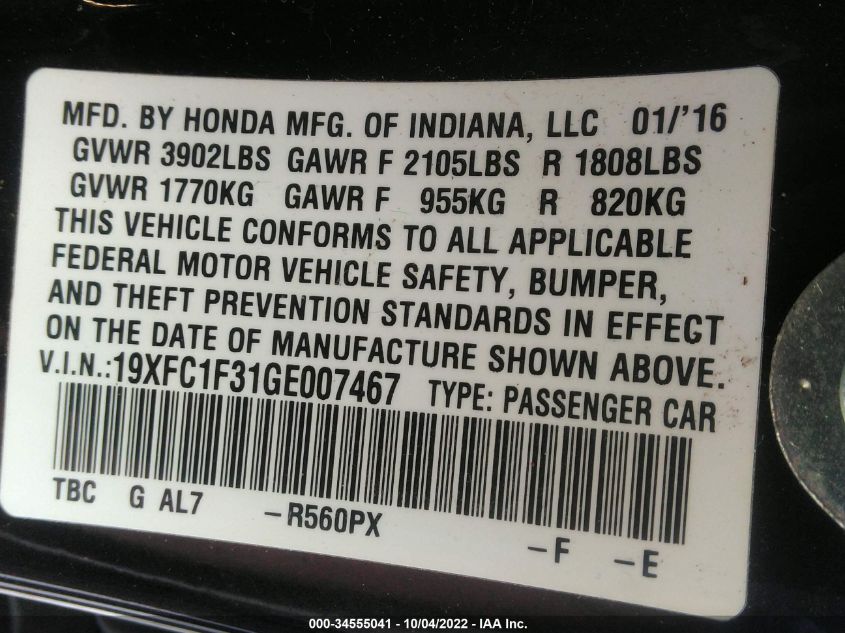 MFD. BY HONDA MFG. OF INDIANA, LLC 01/'16
GVWR 3902LBS GAWR F 2105LBS R 1808LBS
GVWR 1770KG GAWR F 955KG R 820KG
THIS VEHICLE CONFORMS TO ALL APPLICABLE
FEDERAL MOTOR VEHICLE SAFETY, BUMPER,
AND THEFT PREVENTION STANDARDS IN EFFECT
ON THE DATE OF MANUFACTURE SHOWN ABOVE.
V.I.N.:19XFC1F31GE007467 TYPE: PASSENGER CAR
TBC G AL7 -R560PX -F -E
000-34555041 - 10/04/2022 - IAA Inc.